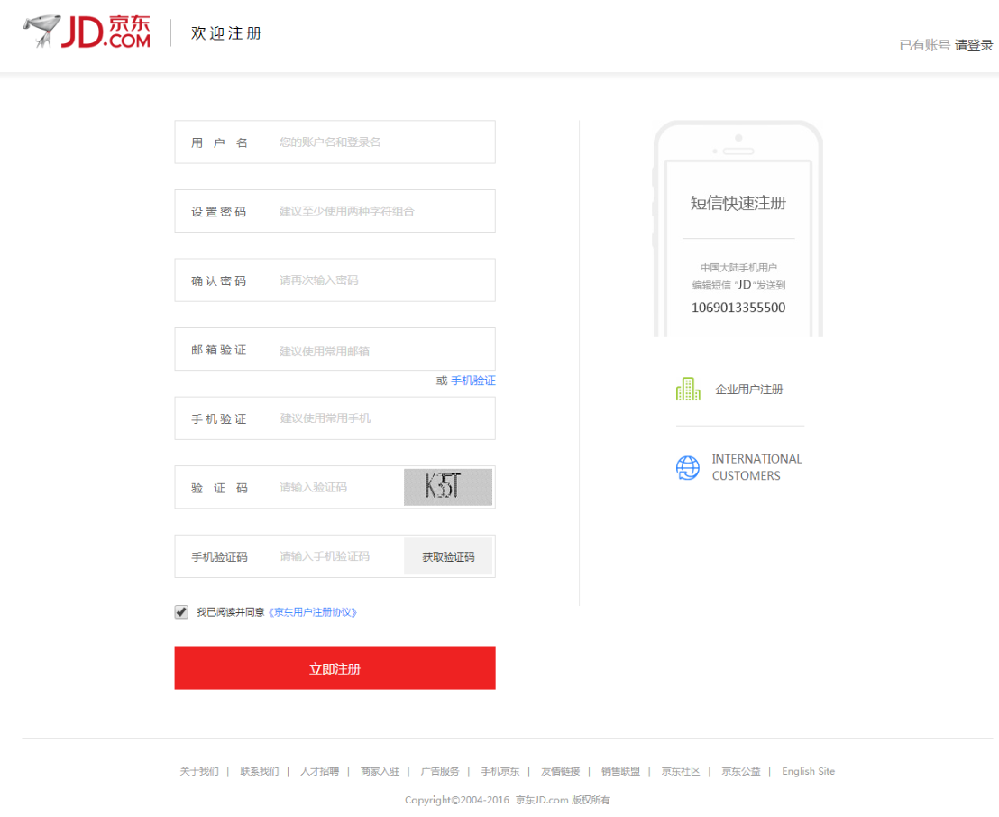 JD.COM 京东
欢迎注册
已有账号 请登录
用户名 您的账户名和登录名
设置密码 建议至少使用两种字符组合
确认密码 请再次输入密码
邮箱验证 建议使用常用邮箱
或 手机验证
手机验证 建议使用常用手机
验证码 请输入验证码 K35T
手机验证码 请输入手机验证码 获取验证码
我已阅读并同意《京东用户注册协议》
立即注册
短信快速注册
中国大陆手机用户
编辑短信 “JD”发送到
1069013355500
企业用户注册
INTERNATIONAL
CUSTOMERS
关于我们 | 联系我们 | 人才招聘 | 商家入驻 | 广告服务 | 手机京东 | 友情链接 | 销售联盟 | 京东社区 | 京东公益 | English Site
Copyright©2004-2016 京东JD.com 版权所有